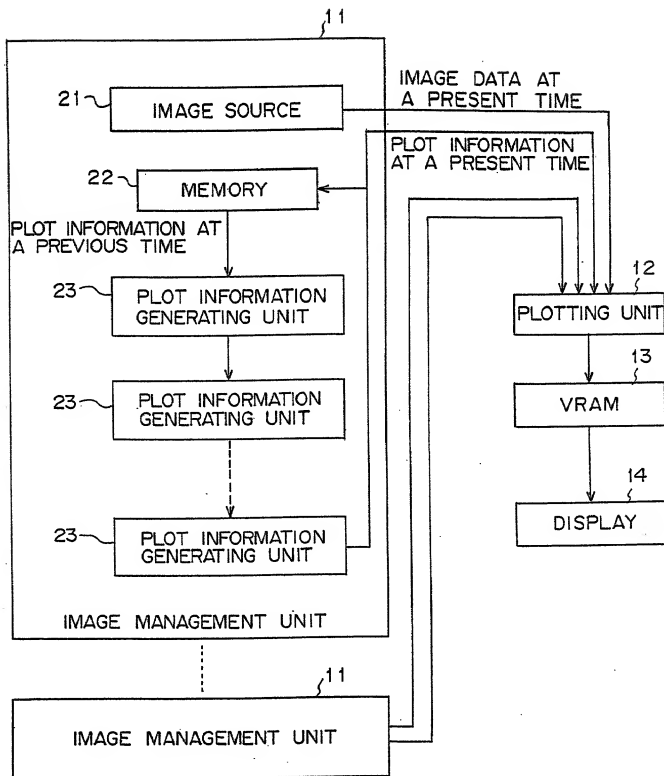 11
21
IMAGE SOURCE
IMAGE DATA AT
A PRESENT TIME
PLOT INFORMATION
AT A PRESENT TIME
22
MEMORY
PLOT INFORMATION AT
A PREVIOUS TIME
23
PLOT INFORMATION
GENERATING UNIT
12
PLOTTING UNIT
23
PLOT INFORMATION
GENERATING UNIT
13
VRAM
23
PLOT INFORMATION
GENERATING UNIT
14
DISPLAY
IMAGE MANAGEMENT UNIT
11
IMAGE MANAGEMENT UNIT